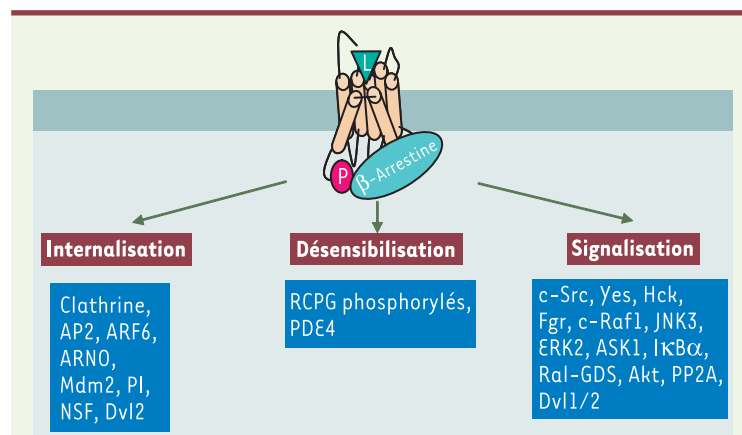 L
P
β-Arrestine
Internalisation
Clathrine,
AP2, ARF6,
ARNO,
Mdm2, PI,
NSF, Dvl2
Désensibilisation
RCPG phosphorylés,
PDE4
Signalisation
c-Src, Yes, Hck,
Fgr, c-Raf1, JNK3,
ERK2, ASK1, IκBα,
Ral-GDS, Akt, PP2A,
Dvl1/2